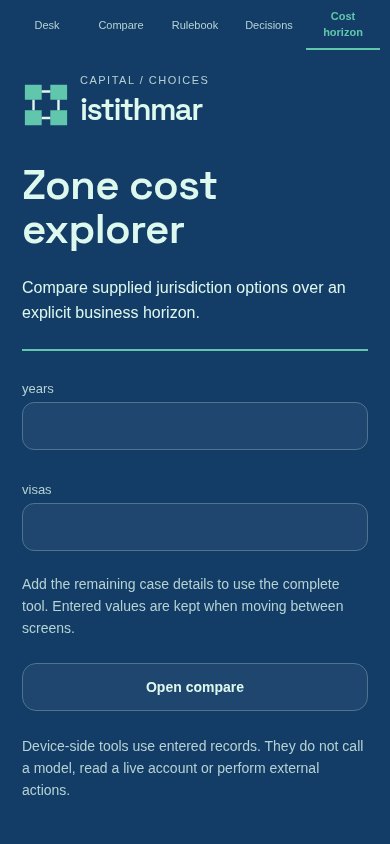 Desk
Compare
Rulebook
Decisions
Cost
horizon
CAPITAL / CHOICES
istithmar
Zone cost
explorer
Compare supplied jurisdiction options over an
explicit business horizon.
years
visas
Add the remaining case details to use the complete
tool. Entered values are kept when moving between
screens.
Open compare
Device-side tools use entered records. They do not call
a model, read a live account or perform external
actions.